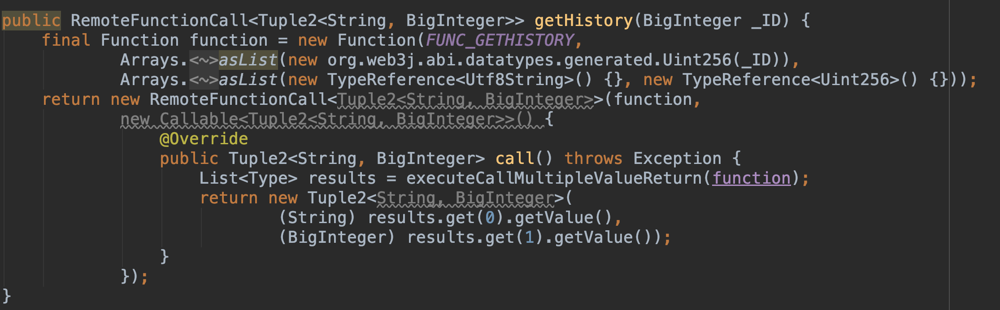 public RemoteFunctionCall<Tuple2<String, BigInteger>> getHistory(BigInteger _ID) {
    final Function function = new Function(FUNC_GETHISTORY,
            Arrays.<~>asList(new org.web3j.abi.datatypes.generated.Uint256(_ID)),
            Arrays.<~>asList(new TypeReference<Utf8String>() {}, new TypeReference<Uint256>() {}));
    return new RemoteFunctionCall<Tuple2<String, BigInteger>>(function,
            new Callable<Tuple2<String, BigInteger>>() {
                @Override
                public Tuple2<String, BigInteger> call() throws Exception {
                    List<Type> results = executeCallMultipleValueReturn(function);
                    return new Tuple2<String, BigInteger>(
                            (String) results.get(0).getValue(),
                            (BigInteger) results.get(1).getValue());
                }
            });
}